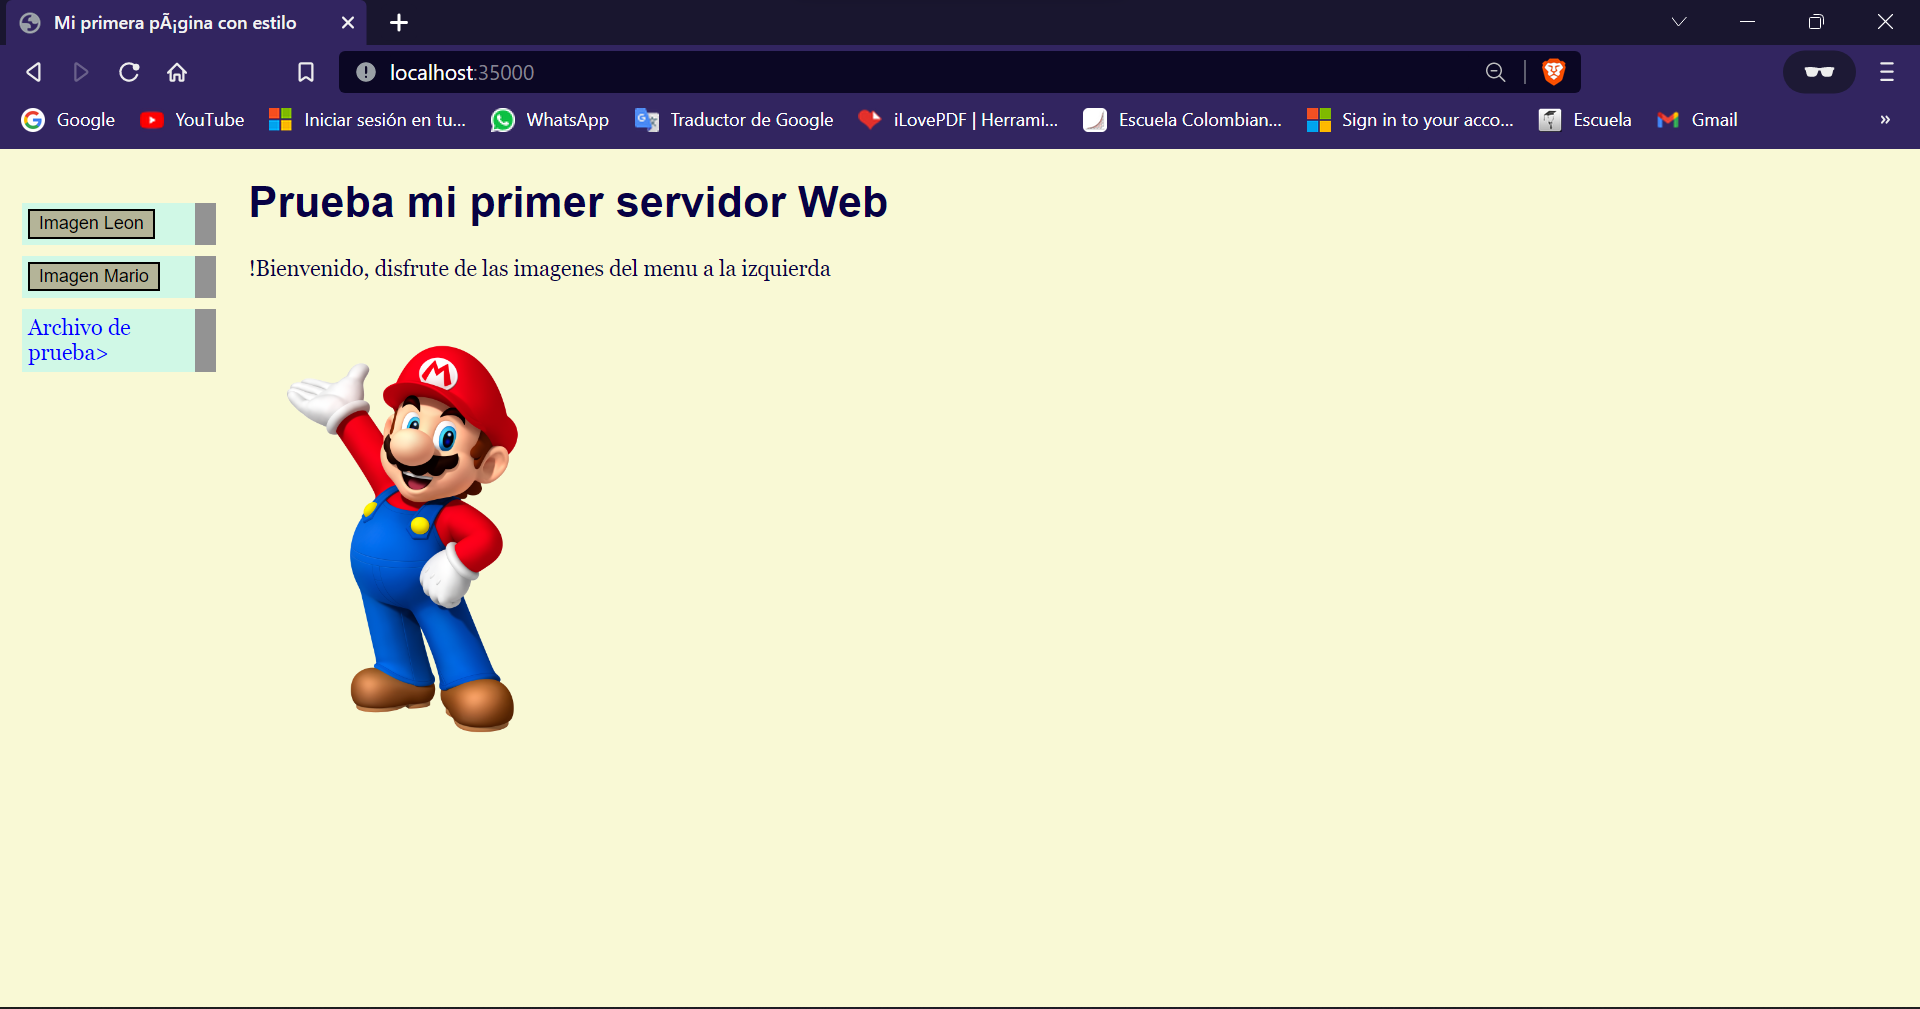 Mi primera pÃ¡gina con estilo
localhost:35000
Google
YouTube
Iniciar sesión en tu...
WhatsApp
Traductor de Google
iLovePDF | Herrami...
Escuela Colombian...
Sign in to your acco...
Escuela
Gmail
»
Imagen Leon
Imagen Mario
Archivo de
prueba>
Prueba mi primer servidor Web
!Bienvenido, disfrute de las imagenes del menu a la izquierda
M